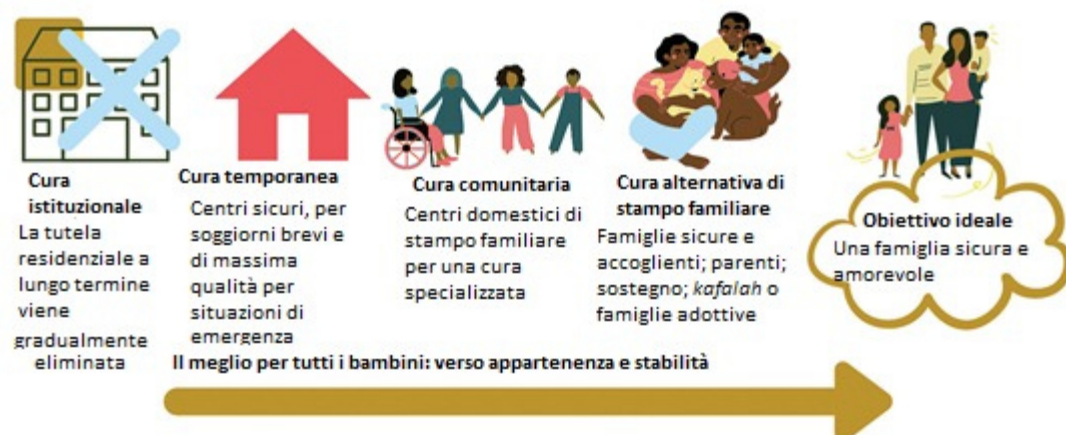 Cura
istituzionale
La tutela
residenziale a
lungo termine
viene
gradualmente
eliminata
Cura temporanea
Centri sicuri, per
soggiorni brevi e
di massima
qualità per
situazioni di
emergenza
Cura comunitaria
Centri domestici di
stampo familiare
per una cura
specializzata
Cura alternativa di
stampo familiare
Famiglie sicure e
accoglienti; parenti;
sostegno; kafalah o
famiglie adottive
Obiettivo ideale
Una famiglia sicura e
amorevole
Il meglio per tutti i bambini: verso appartenenza e stabilità